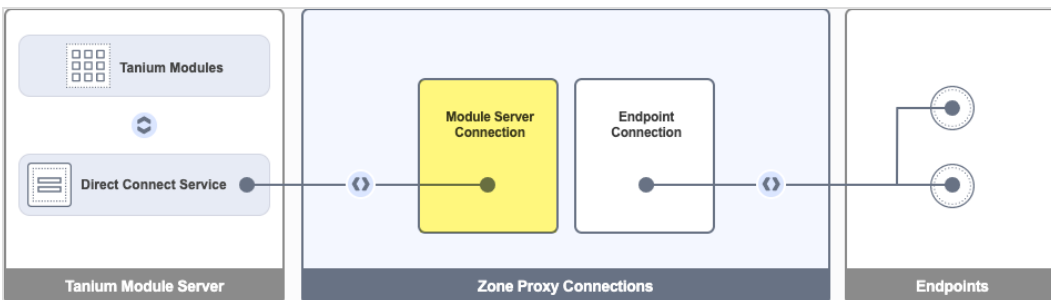 Tanium Modules
Direct Connect Service
Module Server
Connection
Endpoint
Connection
Tanium Module Server
Zone Proxy Connections
Endpoints